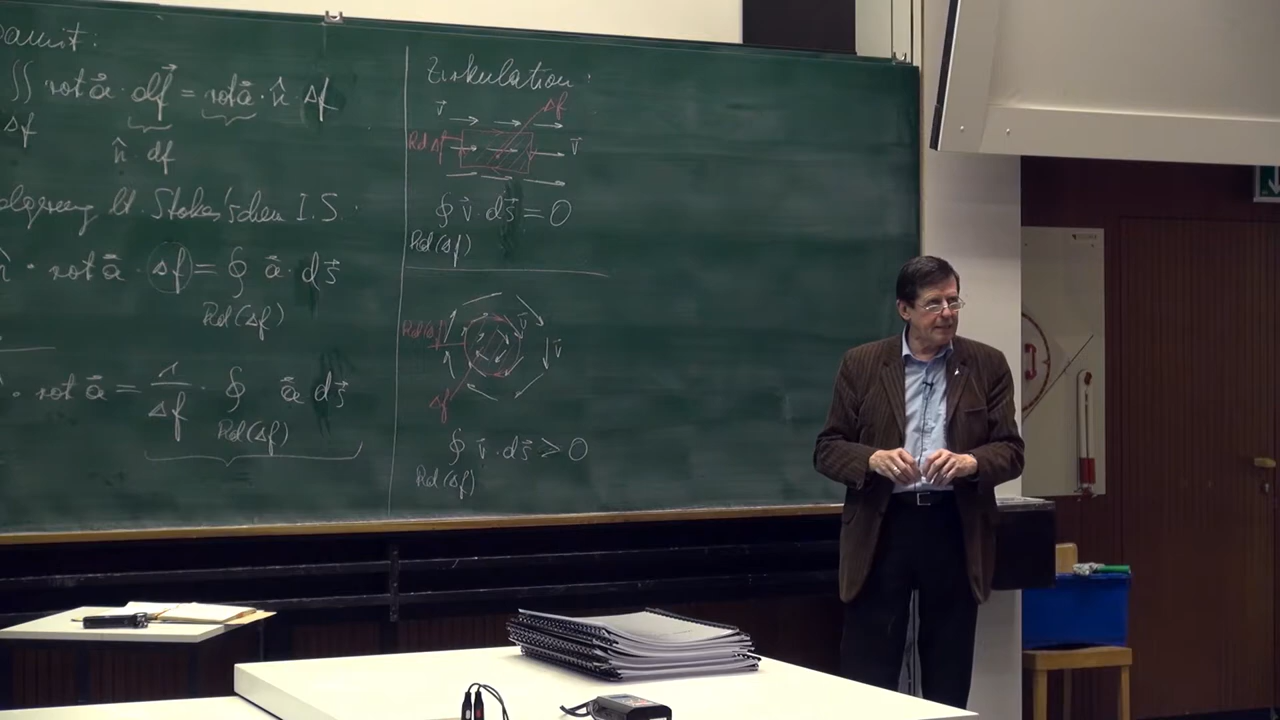 damit:
∬ rot a⃗ · df⃗ = rot a⃗ · n̂ · Δf
Δf
n̂ df
lt. Stokes'schen I.S.
n̂ · rot a⃗ · Δf = ∮ a⃗ · ds⃗
Rd(Δf)
· rot a⃗ = 1/Δf · ∮ a⃗ ds⃗
Rd(Δf)
Zirkulation:
Δf
v⃗
Rd Δf
v⃗
∮ v⃗ · ds⃗ = 0
Rd(Δf)
Rd(Δf)
v⃗
v⃗
Δf
∮ v⃗ · ds⃗ > 0
Rd(Δf)